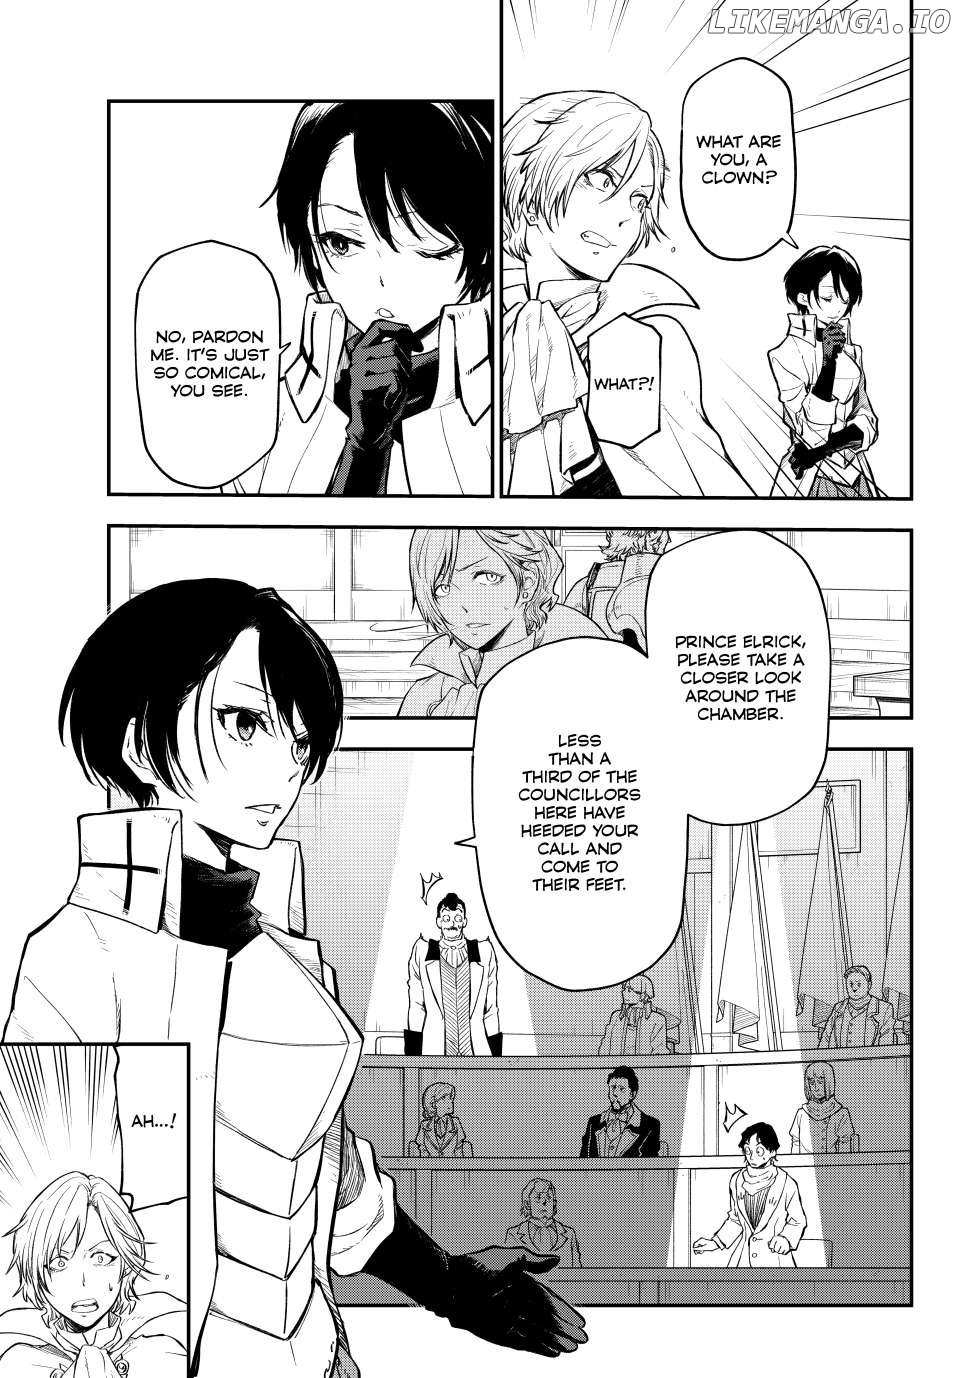 LIKEMANGA.IO
WHAT ARE
YOU, A
CLOWN?
WHAT?!
NO, PARDON
ME. IT'S JUST
SO COMICAL,
YOU SEE.
PRINCE ELRICK,
PLEASE TAKE A
CLOSER LOOK
AROUND THE
CHAMBER.
LESS
THAN A
THIRD OF THE
COUNCILLORS
HERE HAVE
HEEDED YOUR
CALL AND
COME TO
THEIR FEET.
AH...!